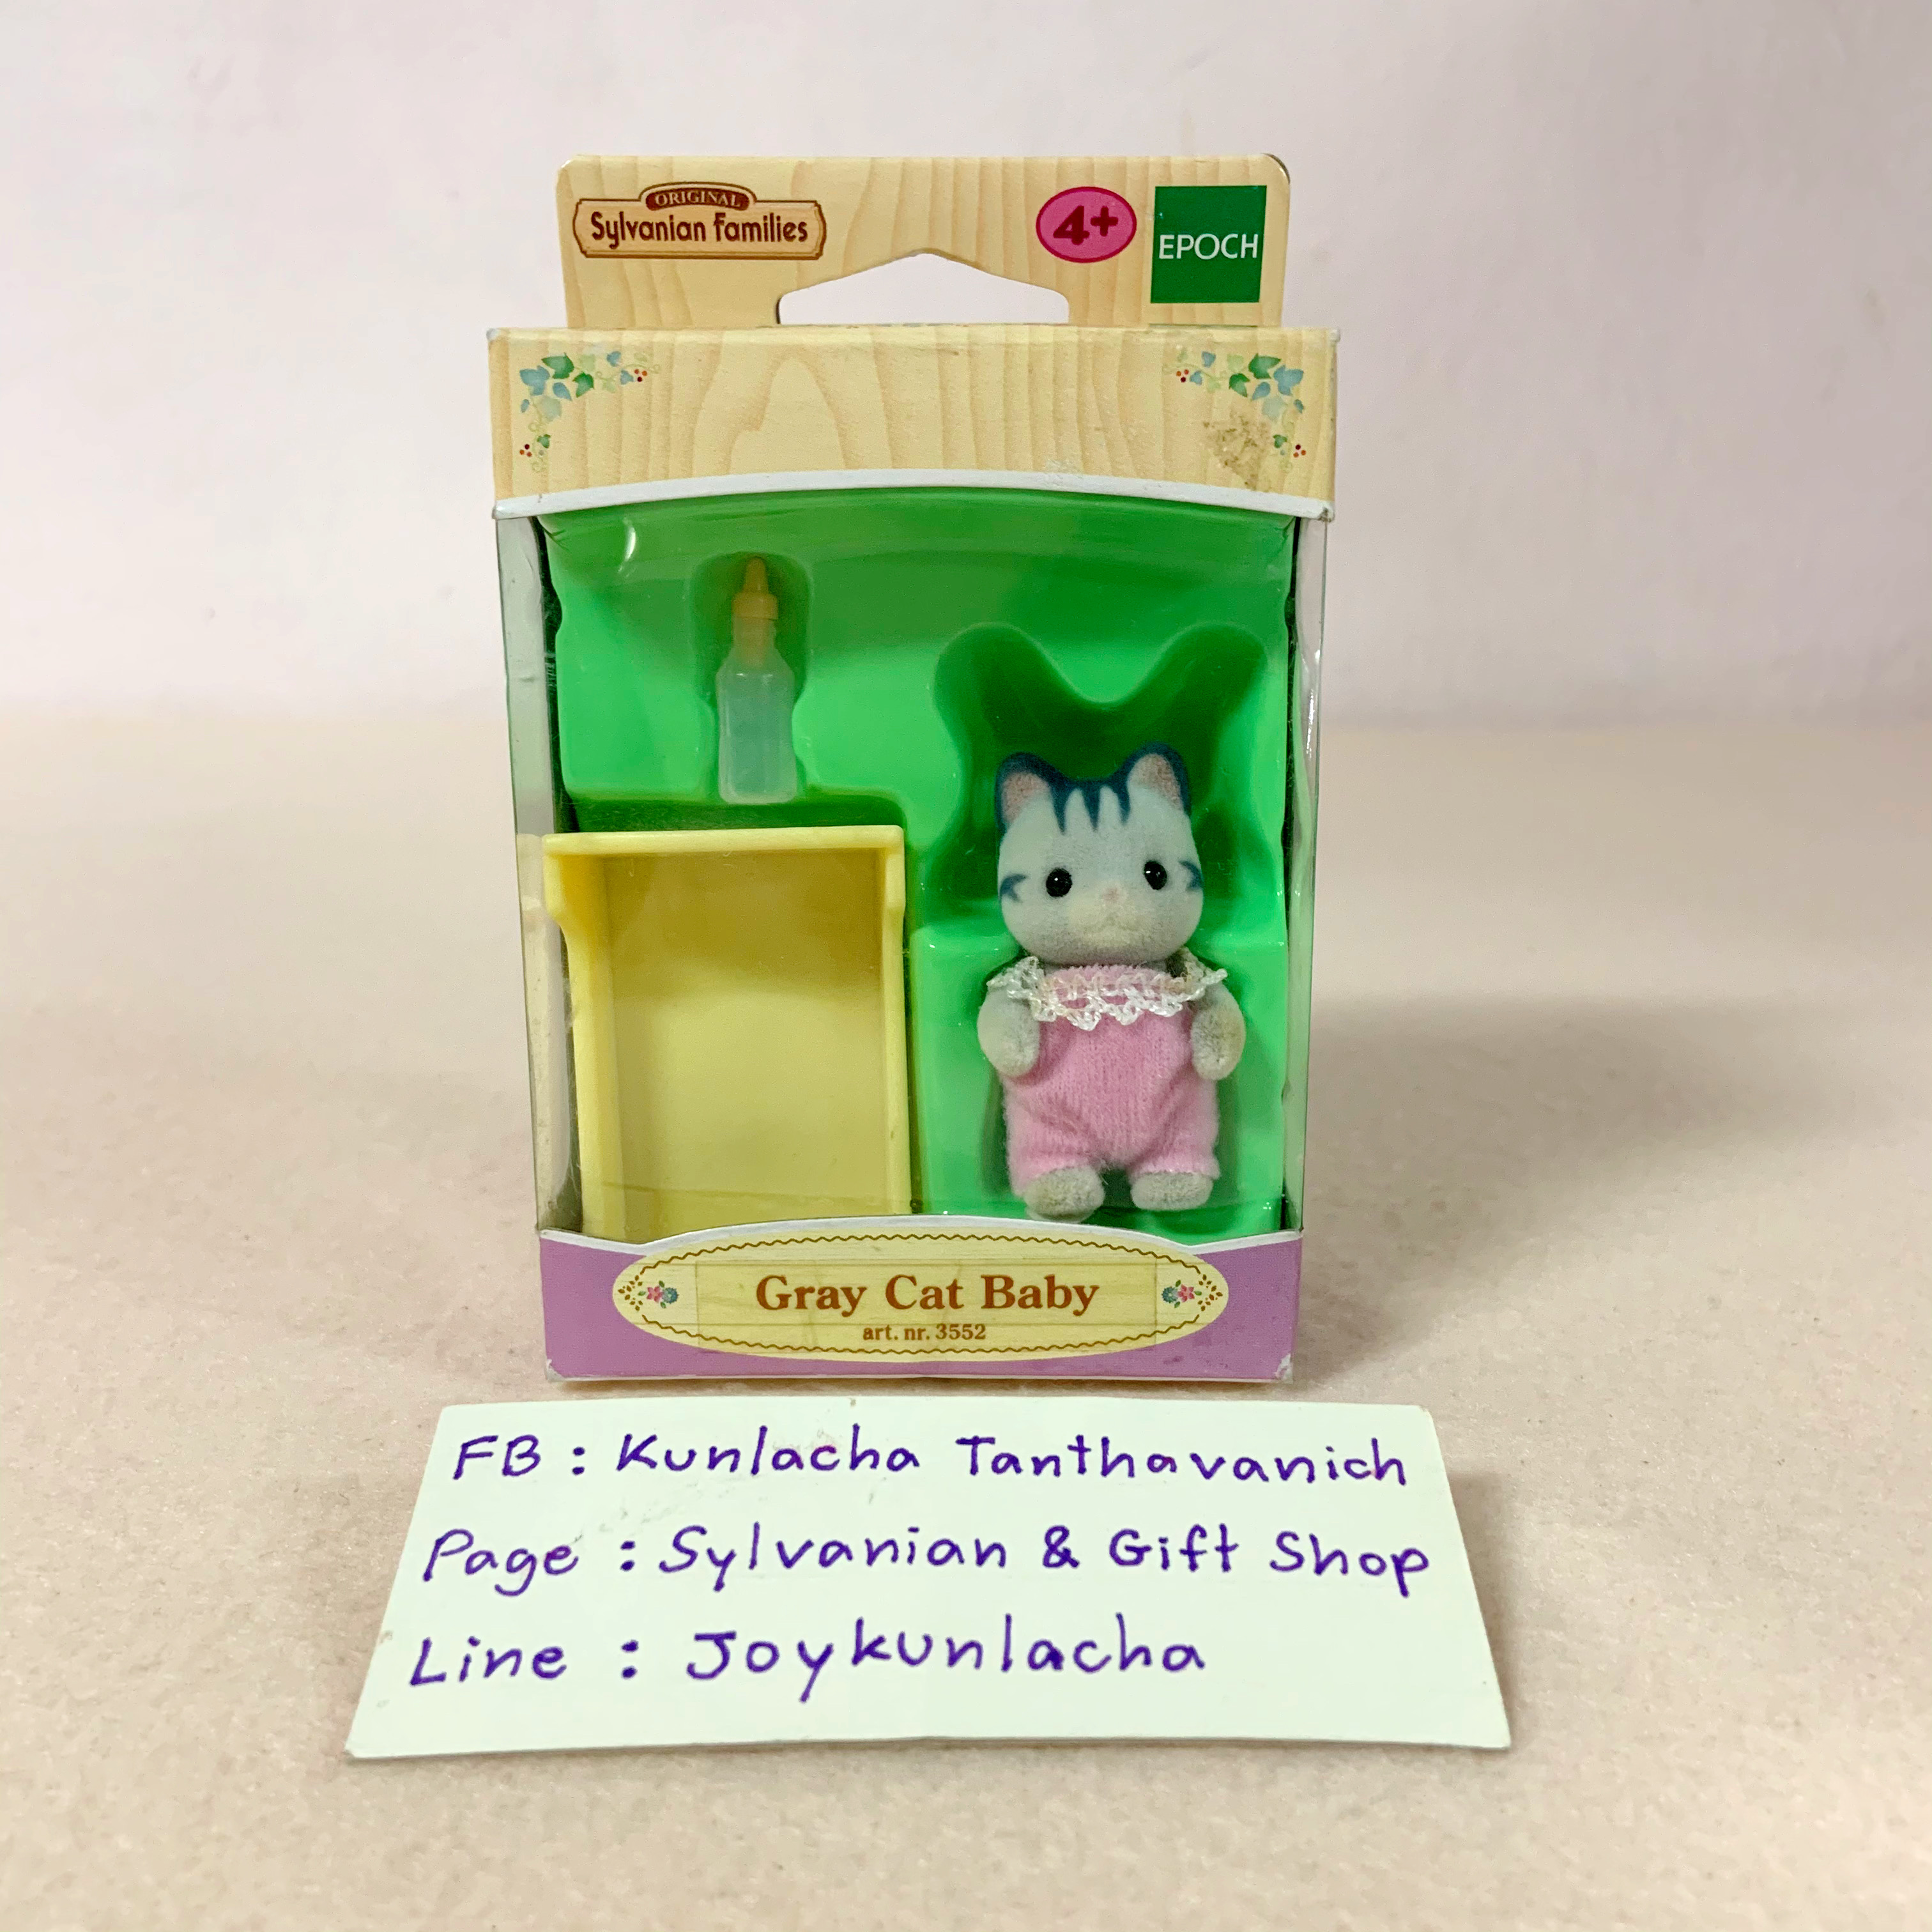 ORIGINAL
Sylvanian Families
4+
EPOCH
Gray Cat Baby
art. nr. 3552
FB : Kunlacha Tanthavanich
Page : Sylvanian & Gift Shop
Line : Joykunlacha